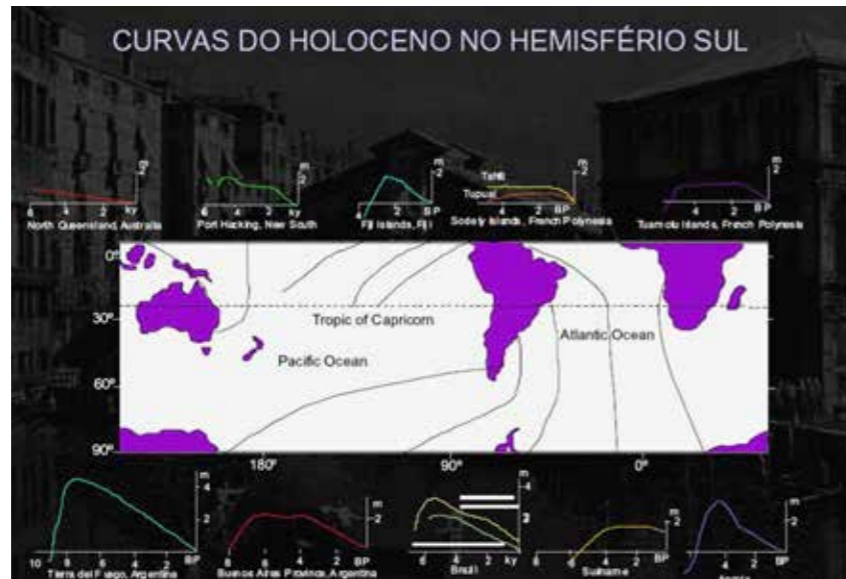 CURVAS DO HOLOCENO NO HEMISFÉRIO SUL
m
2
6 4 2 ky
North Queensland, Australia
m
2
6 4 2 ky
Port Hacking, New South
m
2
4 2 BP
Fiji Islands, Fiji
Tahiti
m
2
4 2 BP
Society Islands, French Polynesia
m
2
4 2 BP
Tuamotu Islands, French Polynesia
0º
30º
60º
90º
Tropic of Capricorn
Pacific Ocean
Atlantic Ocean
180º 90º 0º
m
4
2
10 8 6 4 2 BP
Tierra del Fuego, Argentina
m
2
8 6 4 2 BP
Buenos Aires Province, Argentina
m
4
2
6 4 2 ky
Brazil
m
2
6 4 2 BP
Suriname
m
2
4 2 BP